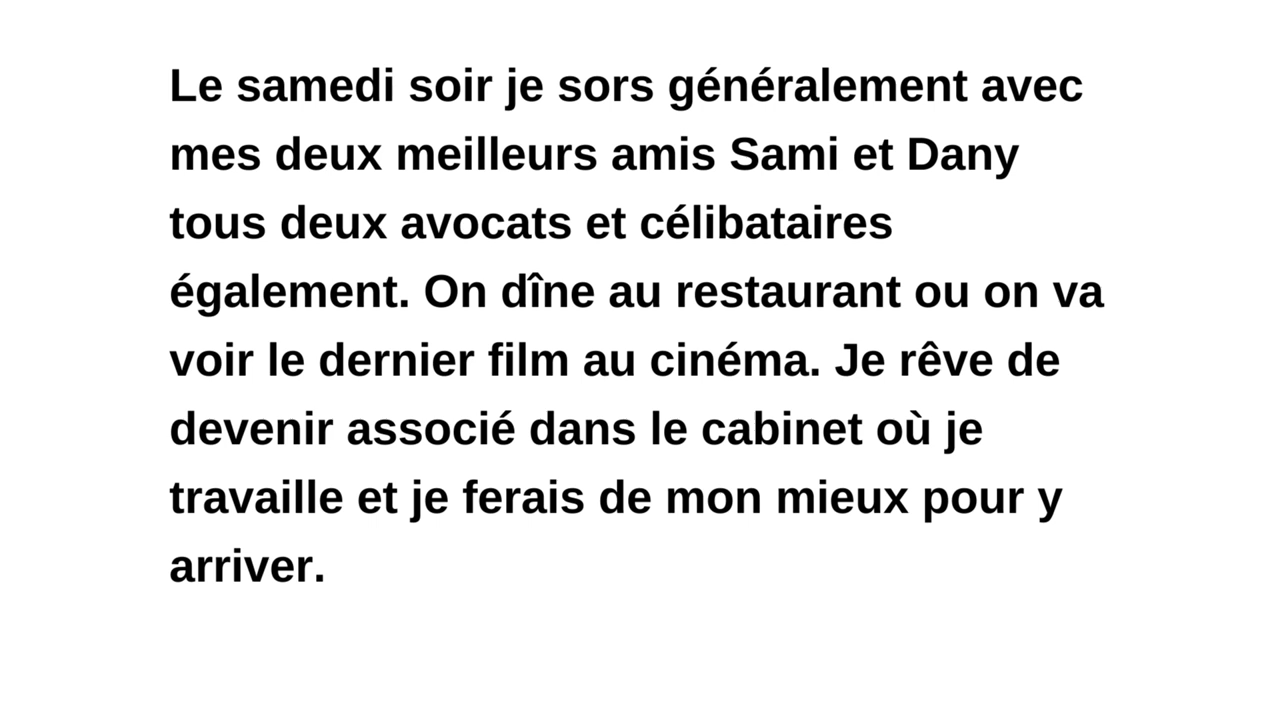 Le samedi soir je sors généralement avec
mes deux meilleurs amis Sami et Dany
tous deux avocats et célibataires
également. On dîne au restaurant ou on va
voir le dernier film au cinéma. Je rêve de
devenir associé dans le cabinet où je
travaille et je ferais de mon mieux pour y
arriver.